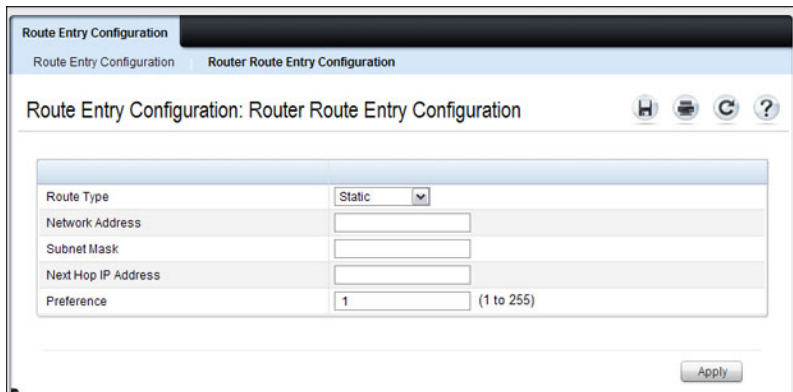 Route Entry Configuration
Route Entry Configuration Router Route Entry Configuration
Route Entry Configuration: Router Route Entry Configuration
Route Type Static
Network Address
Subnet Mask
Next Hop IP Address
Preference 1 (1 to 255)
Apply